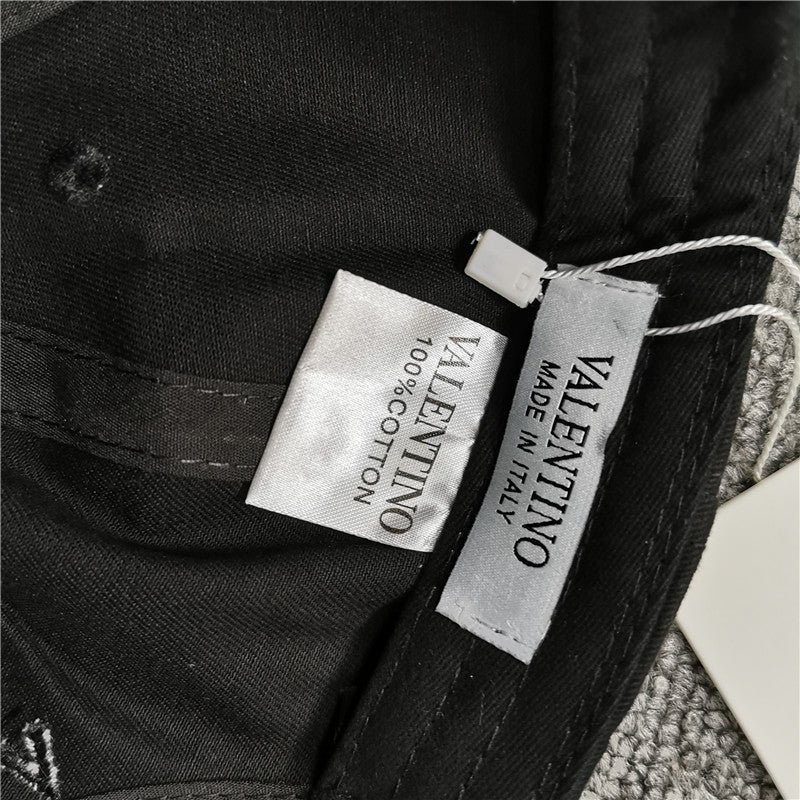 VALENTINO
100%COTTON
VALENTINO
MADE IN ITALY